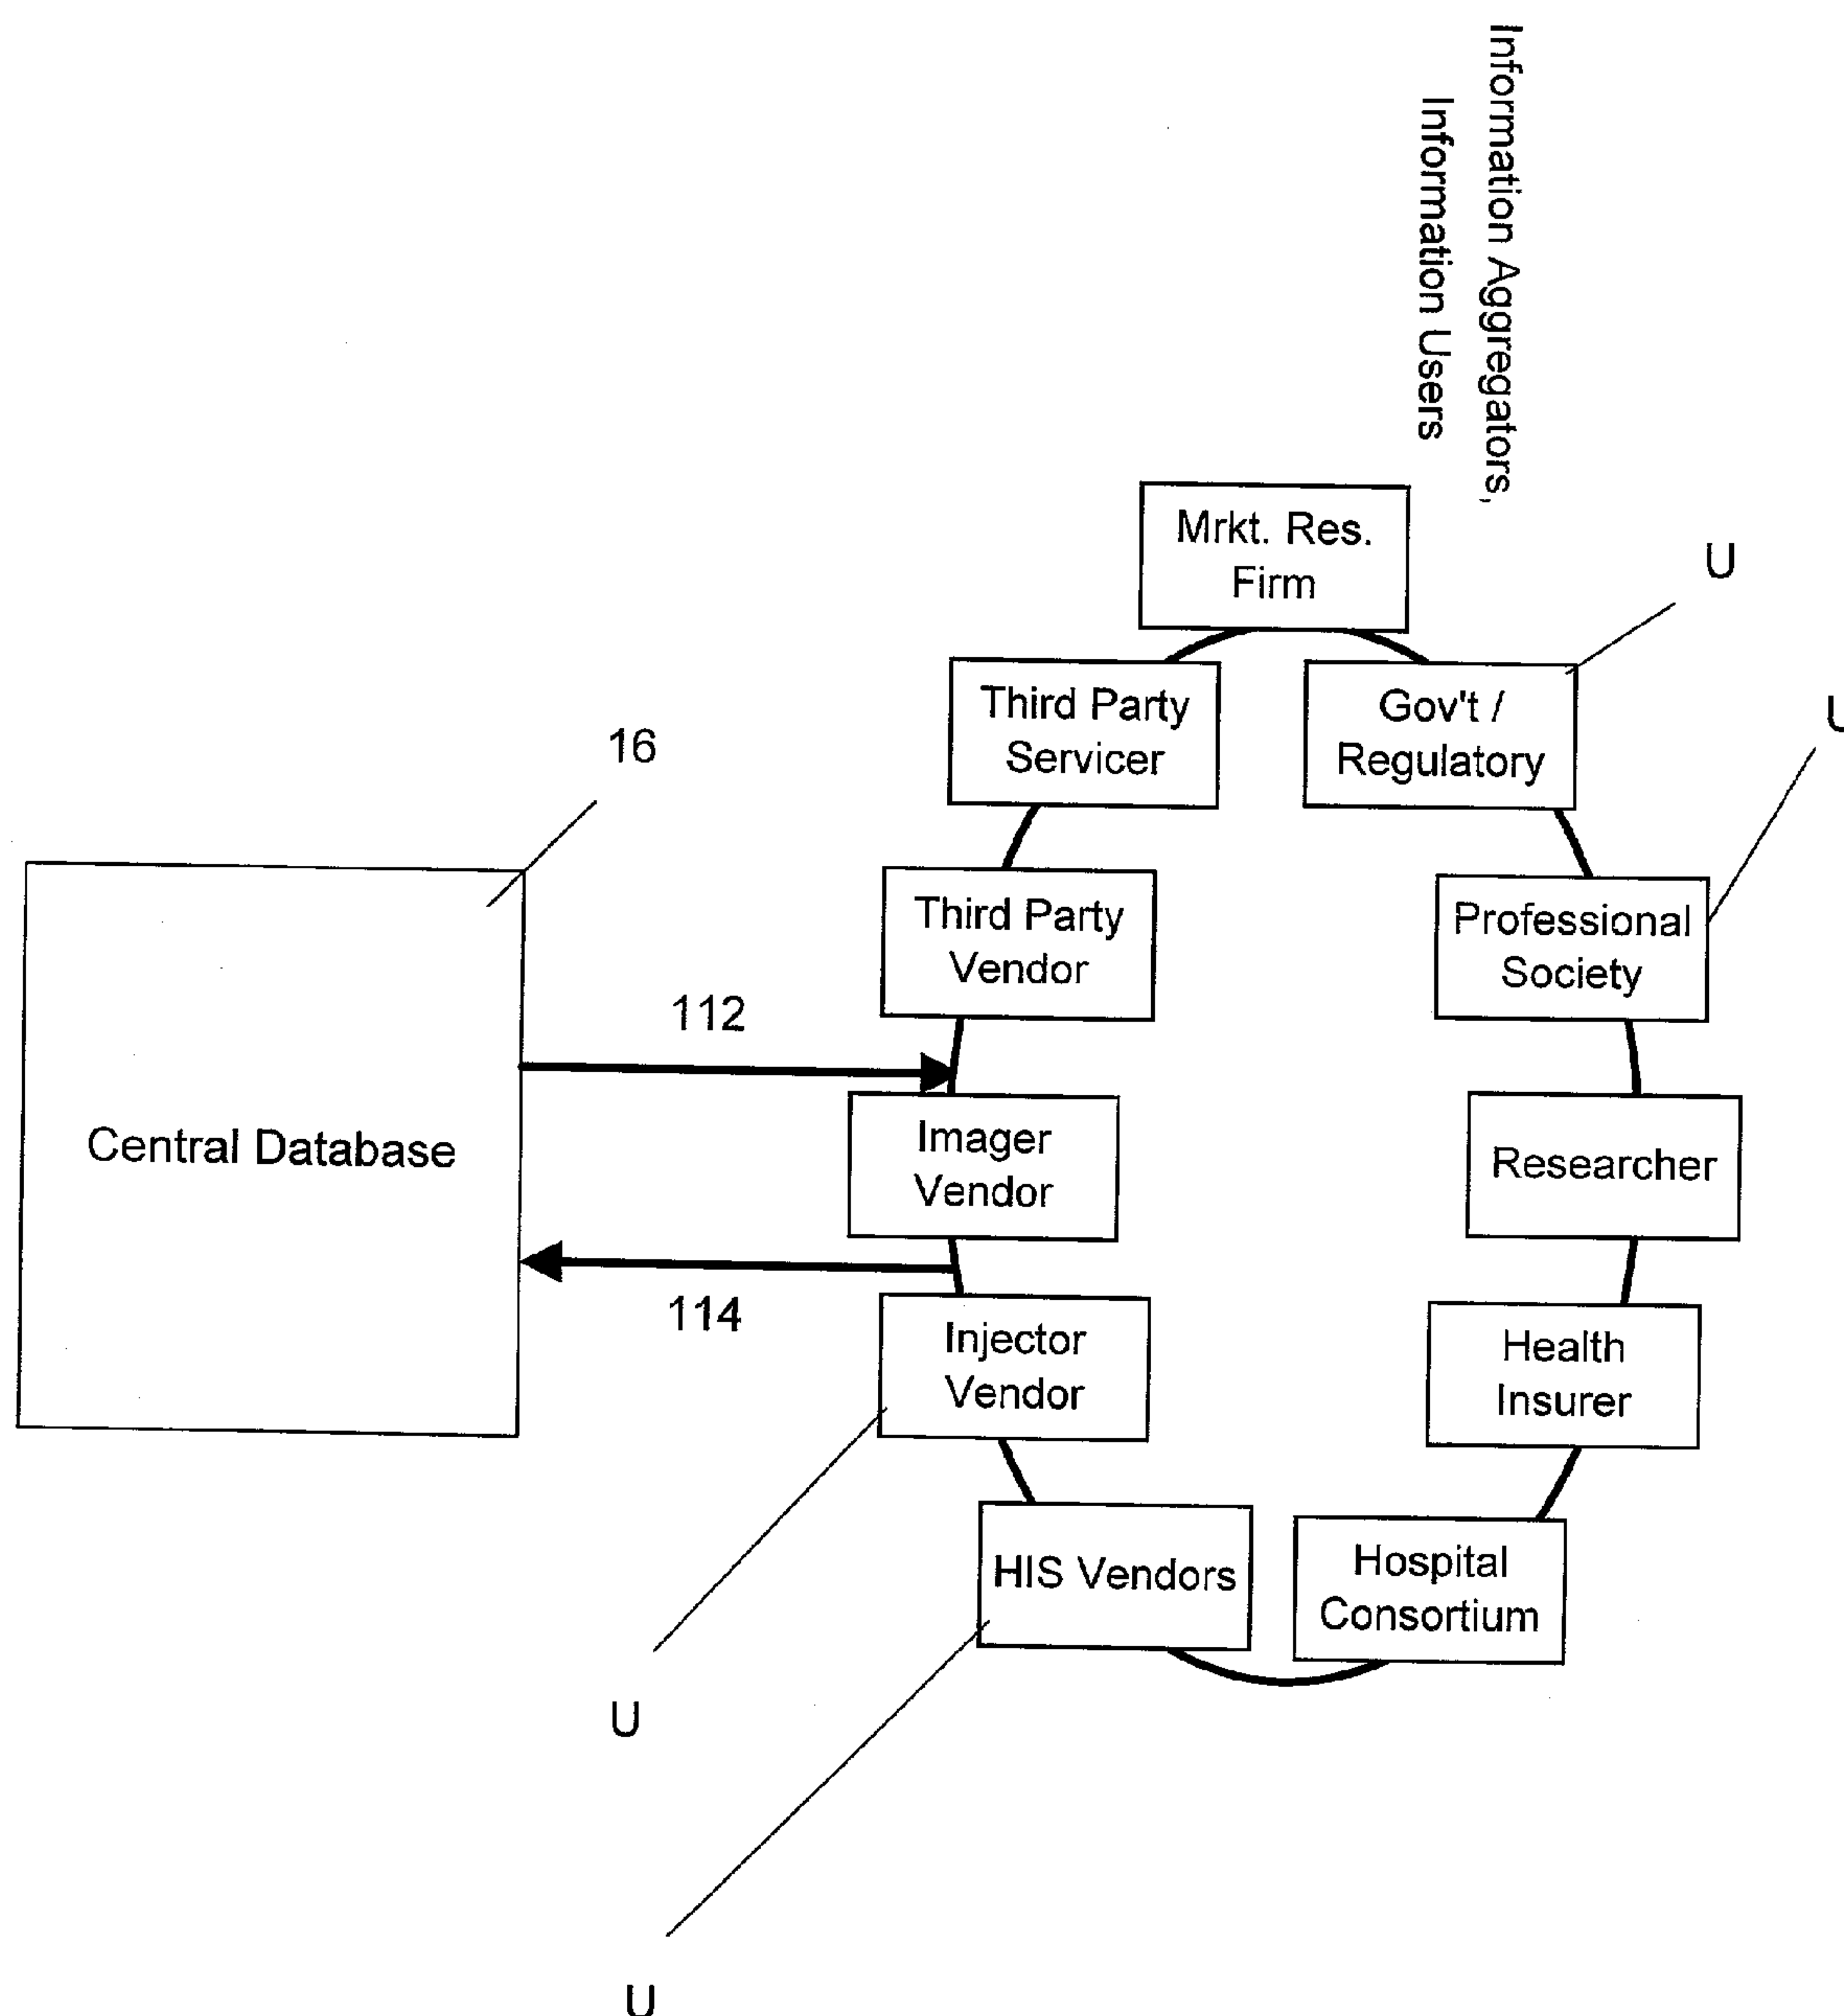 Information Aggregators,
Information Users
Mrkt. Res.
Firm
U
Third Party
Servicer
Gov't /
Regulatory
U
16
Third Party
Vendor
Professional
Society
112
Central Database
Imager
Vendor
Researcher
114
Injector
Vendor
Health
Insurer
HIS Vendors
Hospital
Consortium
U
U